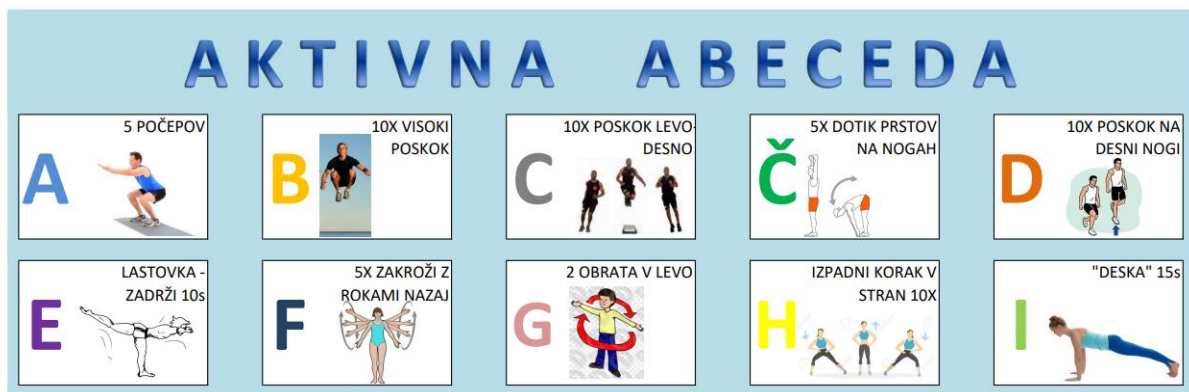 AKTIVNA ABECEDA
A
5 POČEPOV
B
10X VISOKI
POSKOK
C
10X POSKOK LEVO-
DESNO
Č
5X DOTIK PRSTOV
NA NOGAH
D
10X POSKOK NA
DESNI NOGI
E
LASTOVKA -
ZADRŽI 10s
F
5X ZAKROŽI Z
ROKAMI NAZAJ
G
2 OBRATA V LEVO
H
IZPADNI KORAK V
STRAN 10X
I
"DESKA" 15s